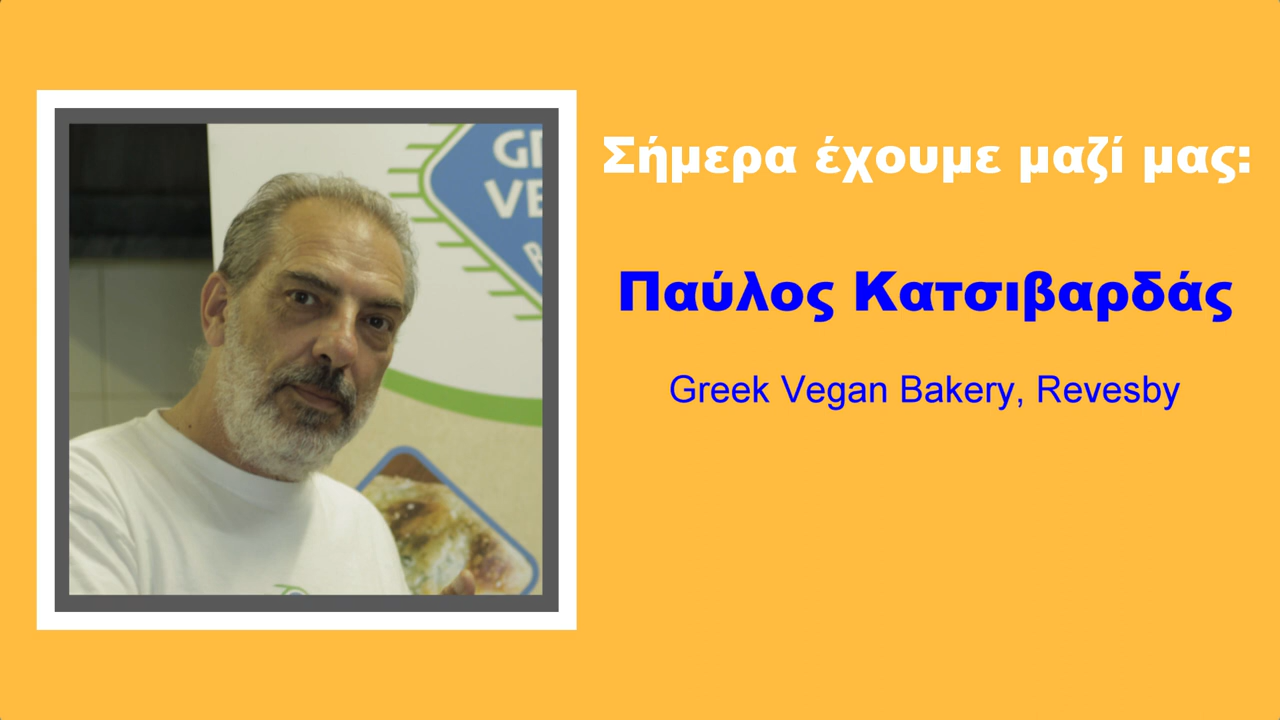 Σήμερα έχουμε μαζί μας:
Παύλος Κατσιβαρδάς
Greek Vegan Bakery, Revesby